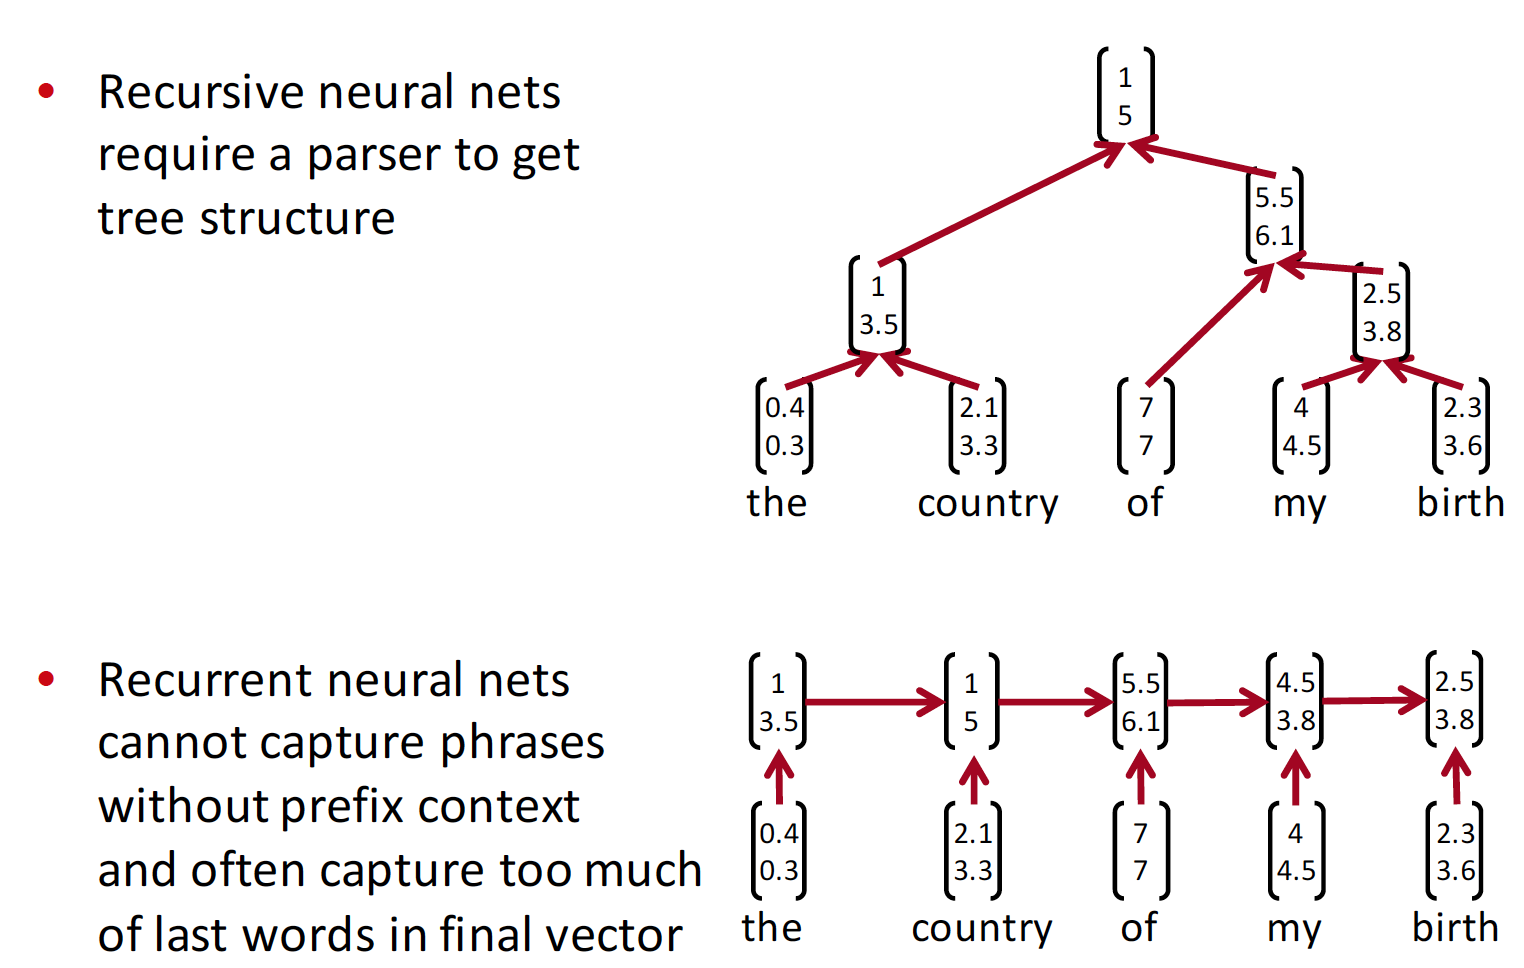 • Recursive neural nets
require a parser to get
tree structure
1
5
5.5
6.1
1
3.5
2.5
3.8
0.4 2.1 7 4 2.3
0.3 3.3 7 4.5 3.6
the country of my birth
• Recurrent neural nets
cannot capture phrases
without prefix context
and often capture too much
of last words in final vector
1 1 5.5 4.5 2.5
3.5 5 6.1 3.8 3.8
0.4 2.1 7 4 2.3
0.3 3.3 7 4.5 3.6
the country of my birth